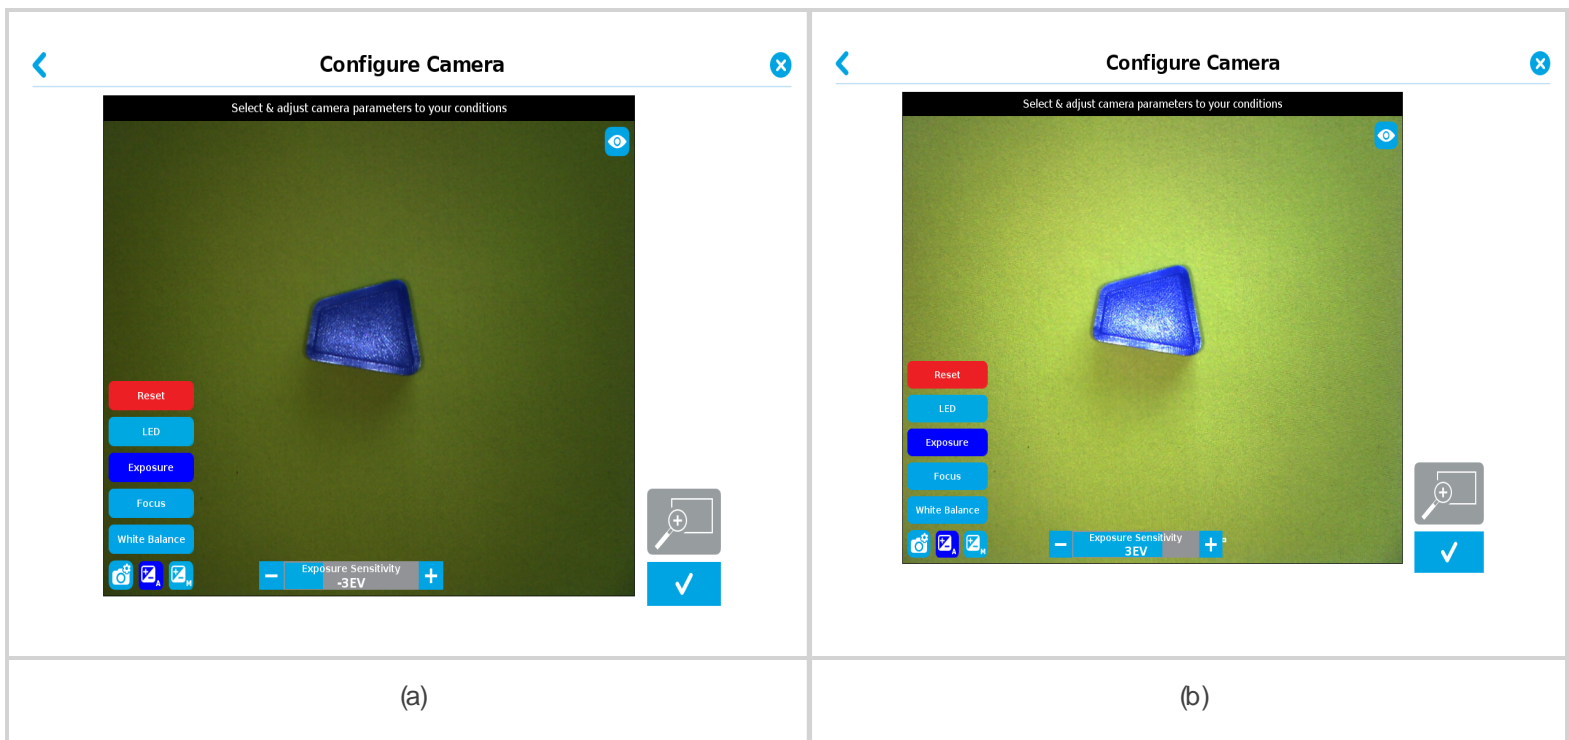 Configure Camera
Select & adjust camera parameters to your conditions
Reset
LED
Exposure
Focus
White Balance
A
M
Exposure Sensitivity
-3EV
Configure Camera
Select & adjust camera parameters to your conditions
Reset
LED
Exposure
Focus
White Balance
A
M
Exposure Sensitivity
3EV
(a)
(b)